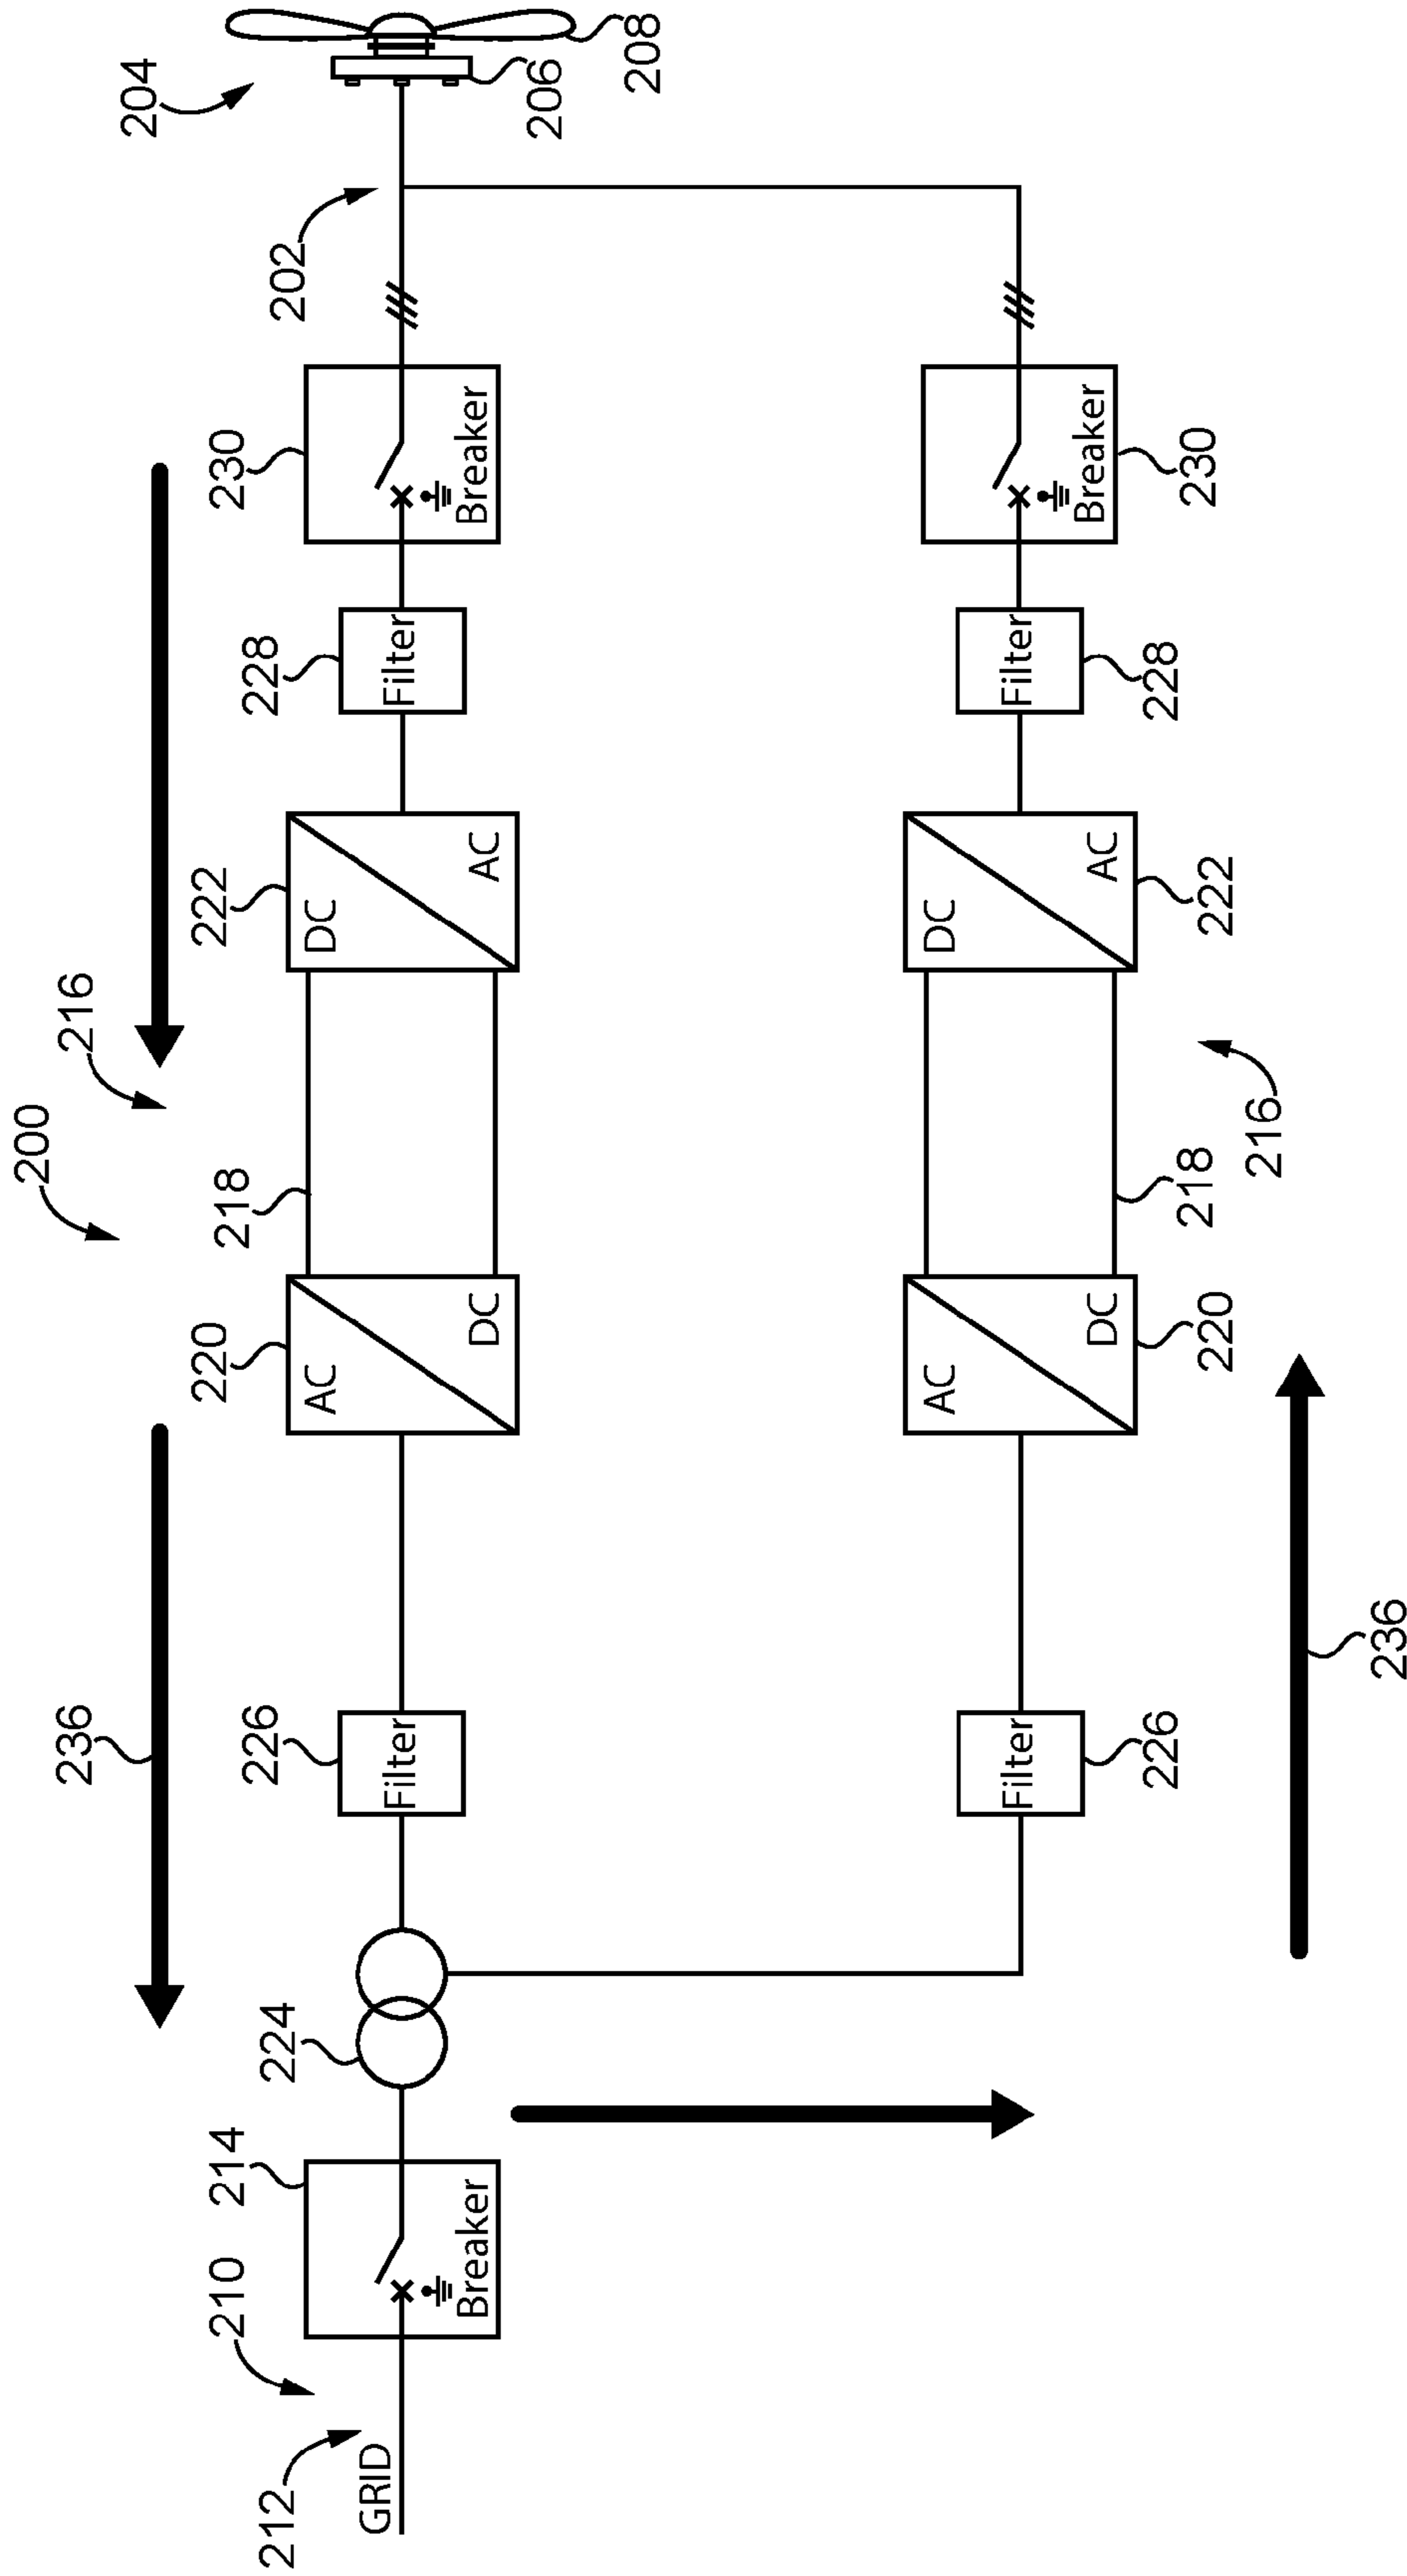 200
236 216
204
210 214 220 218 222 230
226 228
212 224 202
AC DC
GRID Filter Filter
Breaker DC AC Breaker
206
208
AC DC
Filter Filter
DC AC Breaker
226 228
220 218 222 230
216
236